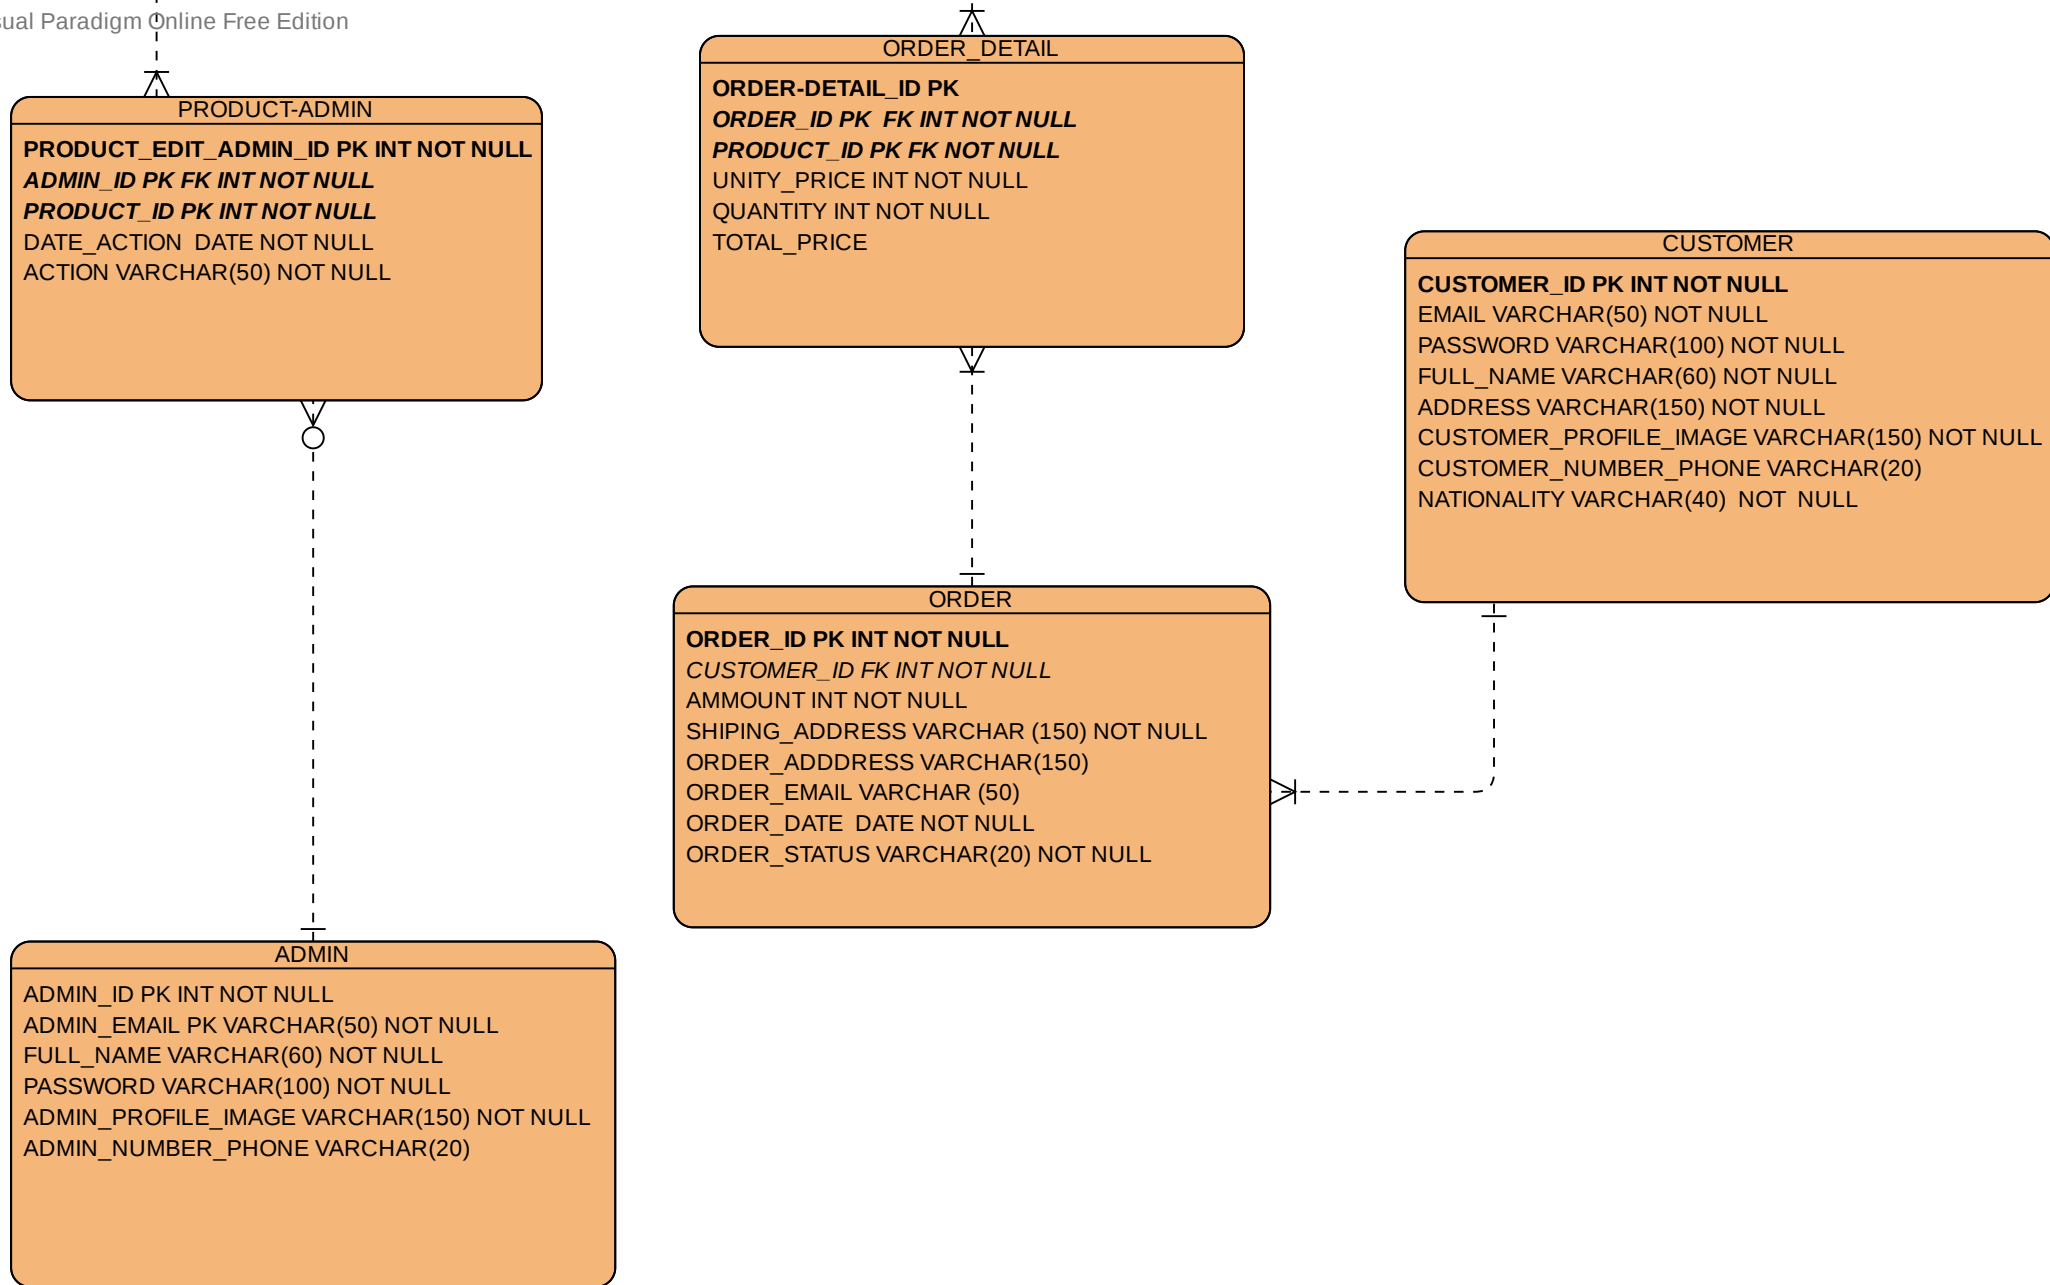 sual Paradigm Online Free Edition
PRODUCT-ADMIN
PRODUCT_EDIT_ADMIN_ID PK INT NOT NULL
ADMIN_ID PK FK INT NOT NULL
PRODUCT_ID PK INT NOT NULL
DATE_ACTION  DATE NOT NULL
ACTION VARCHAR(50) NOT NULL
ORDER_DETAIL
ORDER-DETAIL_ID PK
ORDER_ID PK  FK INT NOT NULL
PRODUCT_ID PK FK NOT NULL
UNITY_PRICE INT NOT NULL
QUANTITY INT NOT NULL
TOTAL_PRICE
CUSTOMER
CUSTOMER_ID PK INT NOT NULL
EMAIL VARCHAR(50) NOT NULL
PASSWORD VARCHAR(100) NOT NULL
FULL_NAME VARCHAR(60) NOT NULL
ADDRESS VARCHAR(150) NOT NULL
CUSTOMER_PROFILE_IMAGE VARCHAR(150) NOT NULL
CUSTOMER_NUMBER_PHONE VARCHAR(20)
NATIONALITY VARCHAR(40)  NOT  NULL
ORDER
ORDER_ID PK INT NOT NULL
CUSTOMER_ID FK INT NOT NULL
AMMOUNT INT NOT NULL
SHIPING_ADDRESS VARCHAR (150) NOT NULL
ORDER_ADDDRESS VARCHAR(150)
ORDER_EMAIL VARCHAR (50)
ORDER_DATE  DATE NOT NULL
ORDER_STATUS VARCHAR(20) NOT NULL
ADMIN
ADMIN_ID PK INT NOT NULL
ADMIN_EMAIL PK VARCHAR(50) NOT NULL
FULL_NAME VARCHAR(60) NOT NULL
PASSWORD VARCHAR(100) NOT NULL
ADMIN_PROFILE_IMAGE VARCHAR(150) NOT NULL
ADMIN_NUMBER_PHONE VARCHAR(20)